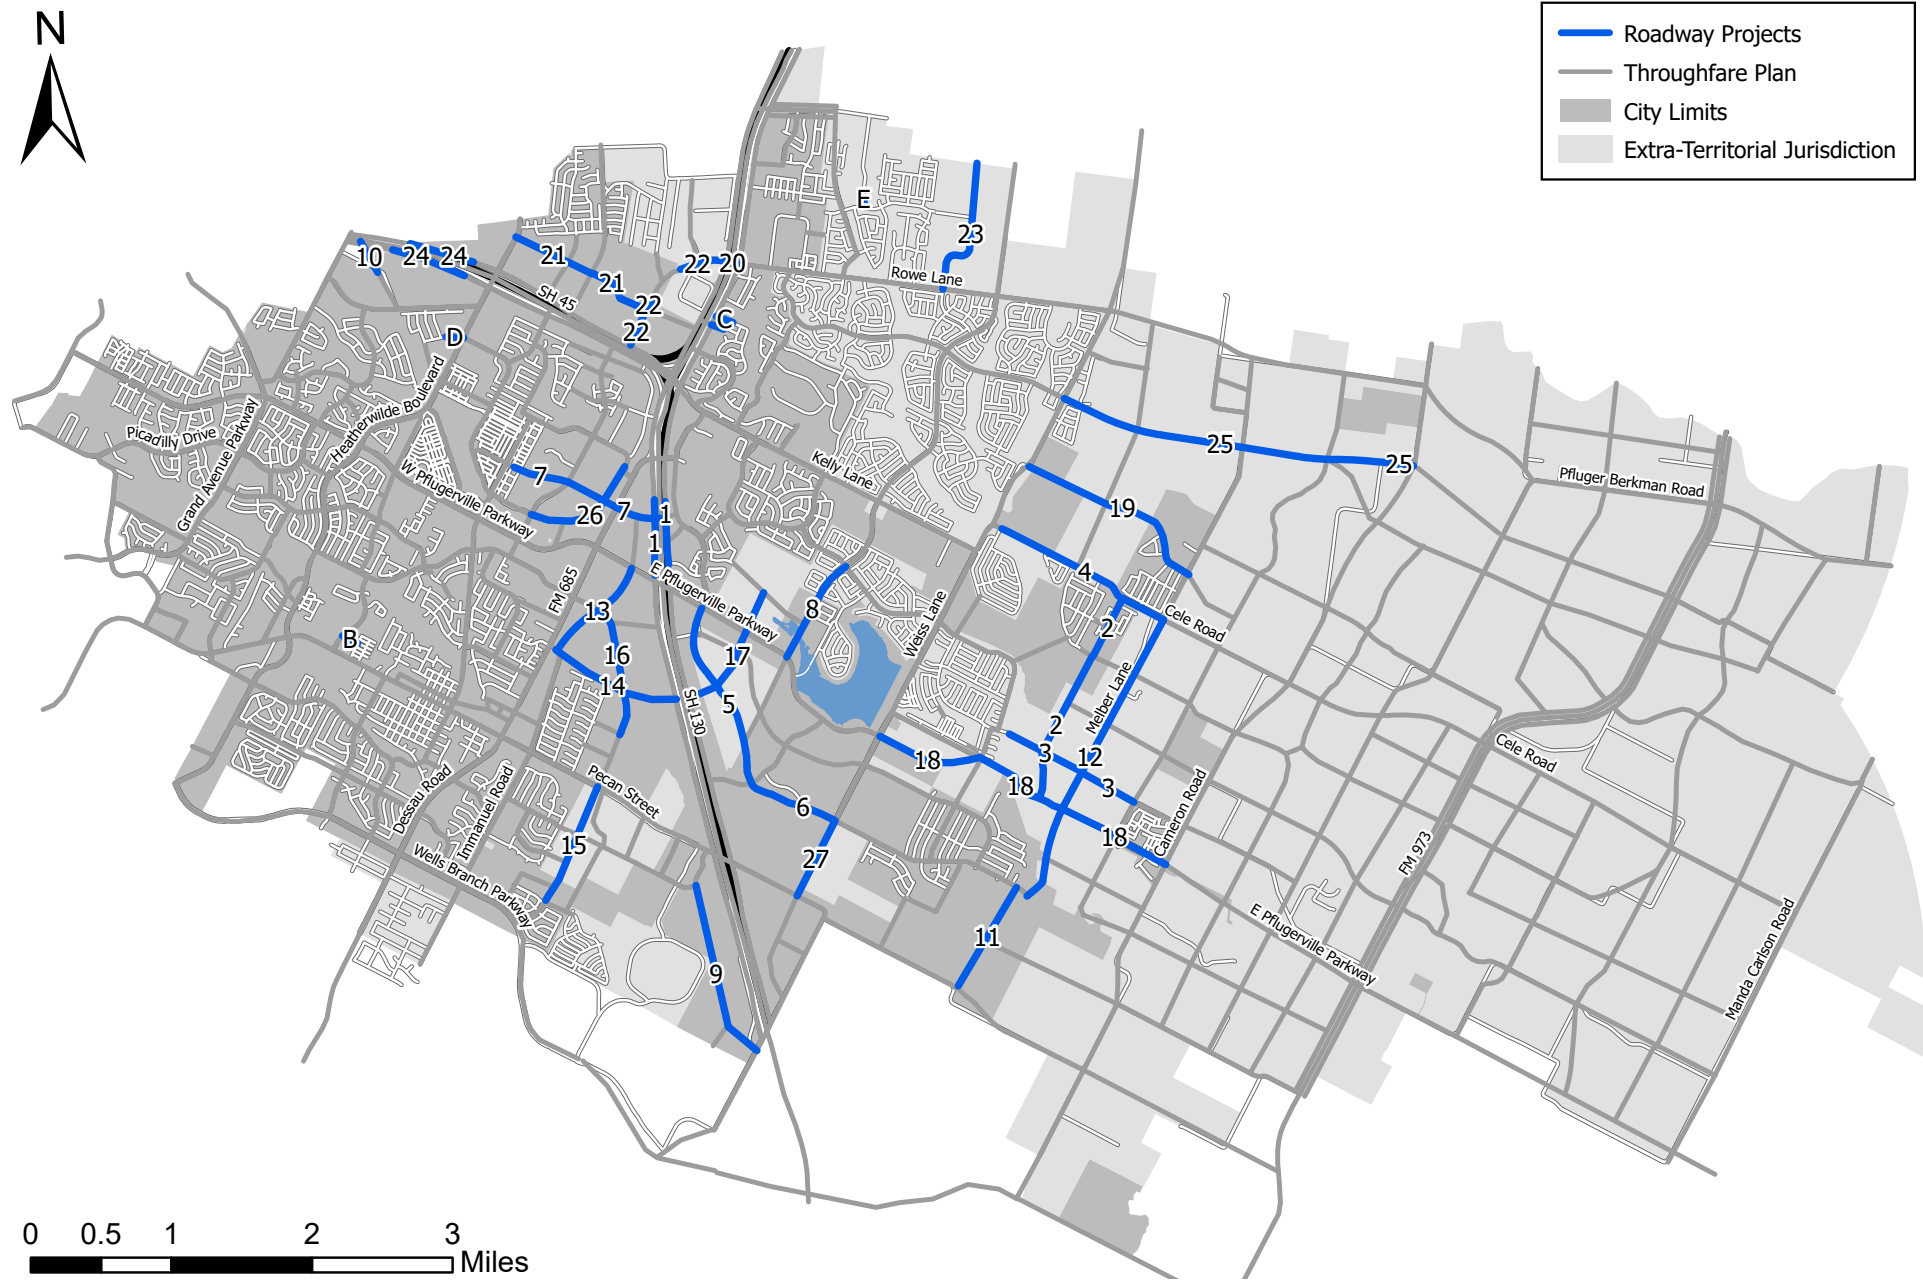 N
Roadway Projects
Throughfare Plan
City Limits
Extra-Territorial Jurisdiction
E
23
10
24
24
21
22
20
21
22
22
SH 45
C
D
Rowe Lane
Picadilly Drive
Grand Avenue Parkway
Heatherwilde Boulevard
W Pflugerville Parkway
Kelly Lane
25
25
Pfluger Berkman Road
7
26
7
1
1
19
FM 685
E Pflugerville Parkway
4
13
8
Weiss Lane
2
Cele Road
B
16
17
14
5
SH 130
Melber Lane
2
3
12
18
18
3
Cele Road
Pecan Street
6
Dessau Road
Immanuel Road
15
Wells Branch Parkway
27
18
Cameron Road
FM 973
11
9
E Pflugerville Parkway
Manda Carlson Road
0 0.5 1 2 3
Miles